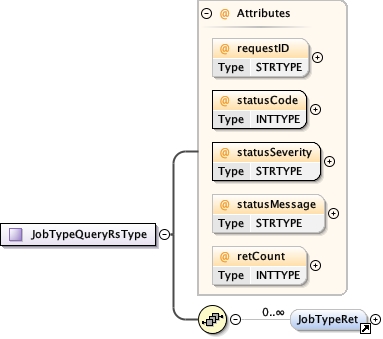 @ Attributes
@ requestID
Type STRTYPE
@ statusCode
Type INTTYPE
@ statusSeverity
Type STRTYPE
@ statusMessage
Type STRTYPE
JobTypeQueryRsType
@ retCount
Type INTTYPE
0..∞
JobTypeRet